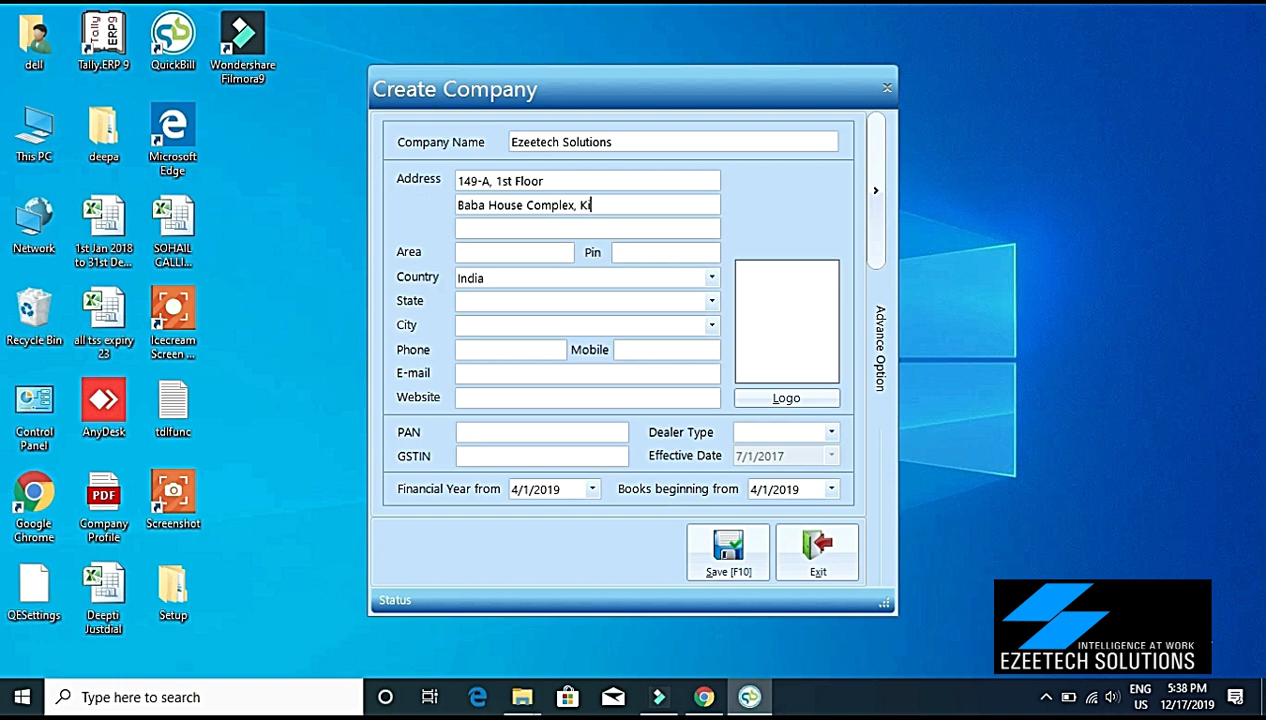 dell
Tally.ERP 9
QuickBill
Wondershare
Filmora9
This PC
deepa
Microsoft
Edge
Network
1st Jan 2018
to 31st De...
SOHAIL
CALLI...
Recycle Bin
all tss expiry
23
Icecream
Screen ...
Control
Panel
AnyDesk
tdlfunc
Google
Chrome
PDF
Company
Profile
Screenshot
QESettings
Deepti
Justdial
Setup
Create Company
Company Name
Ezeetech Solutions
Address
149-A, 1st Floor
Baba House Complex, Ki
Area
Pin
Country
India
State
City
Phone
Mobile
E-mail
Website
Logo
Advance Option
PAN
Dealer Type
GSTIN
Effective Date
7/1/2017
Financial Year from
4/1/2019
Books beginning from
4/1/2019
Save [F10]
Exit
Status
INTELLIGENCE AT WORK
EZEETECH SOLUTIONS
Type here to search
ENG
US
5:38 PM
12/17/2019